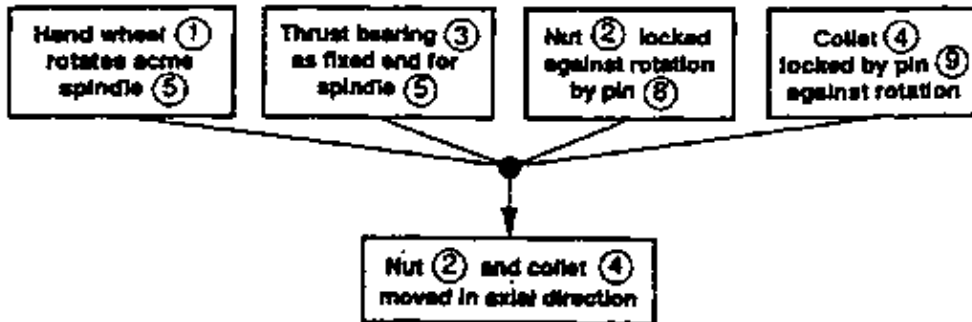 Hand wheel ①
rotates acme
spindle ⑤
Thrust bearing ③
as fixed end for
spindle ⑤
Nut ② locked
against rotation
by pin ⑧
Collet ④
locked by pin ⑨
against rotation
Nut ② and collet ④
moved in axial direction